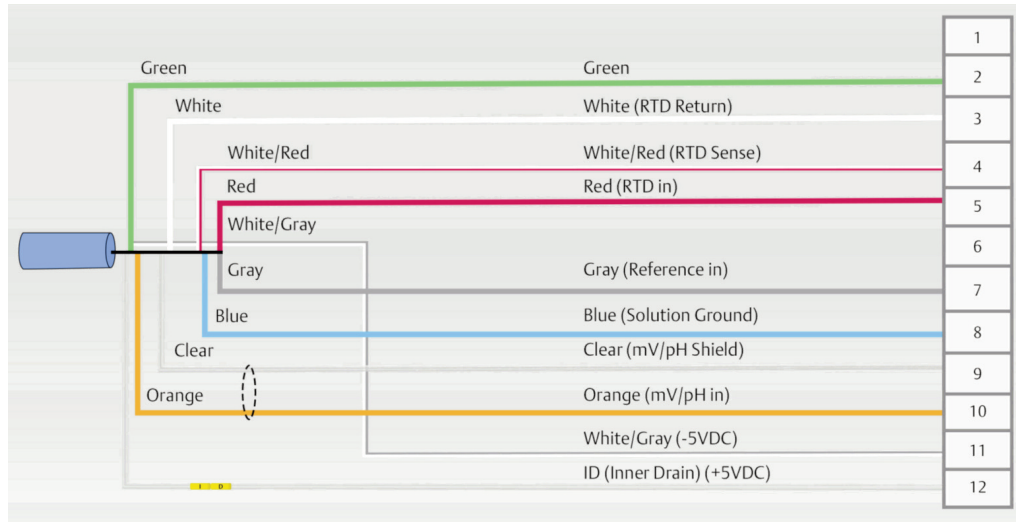 1
Green Green 2
White White (RTD Return) 3
White/Red White/Red (RTD Sense) 4
Red Red (RTD in) 5
White/Gray 6
Gray Gray (Reference in) 7
Blue Blue (Solution Ground) 8
Clear Clear (mV/pH Shield) 9
Orange Orange (mV/pH in) 10
White/Gray (-5VDC) 11
ID (Inner Drain) (+5VDC) 12
I D